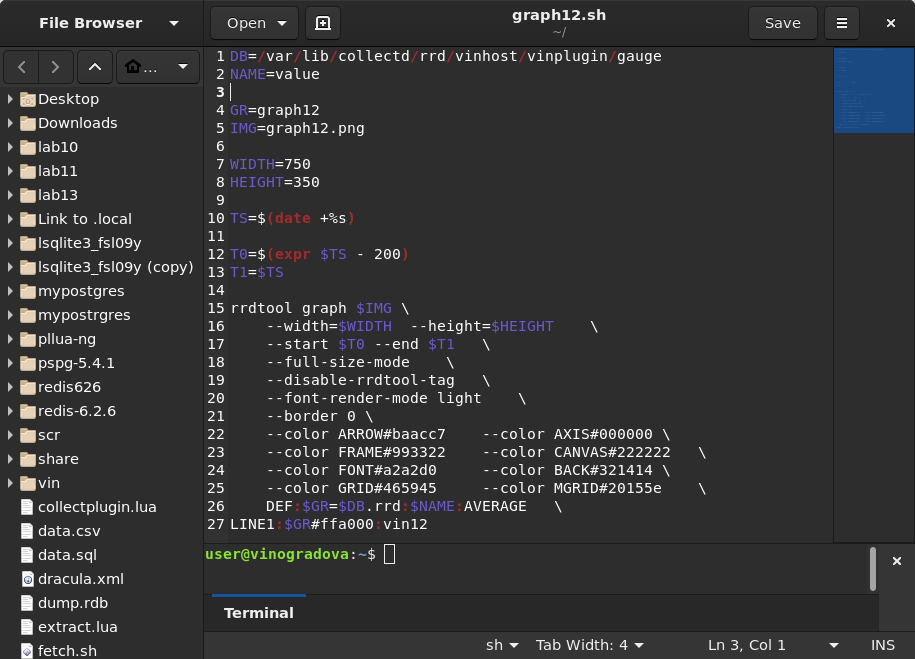 File Browser
Open
graph12.sh
~/
Save
...
Desktop
Downloads
lab10
lab11
lab13
Link to .local
lsqlite3_fsl09y
lsqlite3_fsl09y (copy)
mypostgres
mypostrgres
pllua-ng
pspg-5.4.1
redis626
redis-6.2.6
scr
share
vin
collectplugin.lua
data.csv
data.sql
dracula.xml
dump.rdb
extract.lua
fetch.sh
1 DB=/var/lib/collectd/rrd/vinhost/vinplugin/gauge
2 NAME=value
3
4 GR=graph12
5 IMG=graph12.png
6
7 WIDTH=750
8 HEIGHT=350
9
10 TS=$(date +%s)
11
12 T0=$(expr $TS - 200)
13 T1=$TS
14
15 rrdtool graph $IMG \
16     --width=$WIDTH  --height=$HEIGHT    \
17     --start $T0 --end $T1   \
18     --full-size-mode    \
19     --disable-rrdtool-tag   \
20     --font-render-mode light    \
21     --border 0 \
22     --color ARROW#baacc7    --color AXIS#000000 \
23     --color FRAME#993322    --color CANVAS#222222   \
24     --color FONT#a2a2d0     --color BACK#321414 \
25     --color GRID#465945     --color MGRID#20155e    \
26     DEF:$GR=$DB.rrd:$NAME:AVERAGE   \
27 LINE1:$GR#ffa000:vin12
user@vinogradova:~$
Terminal
sh
Tab Width: 4
Ln 3, Col 1
INS